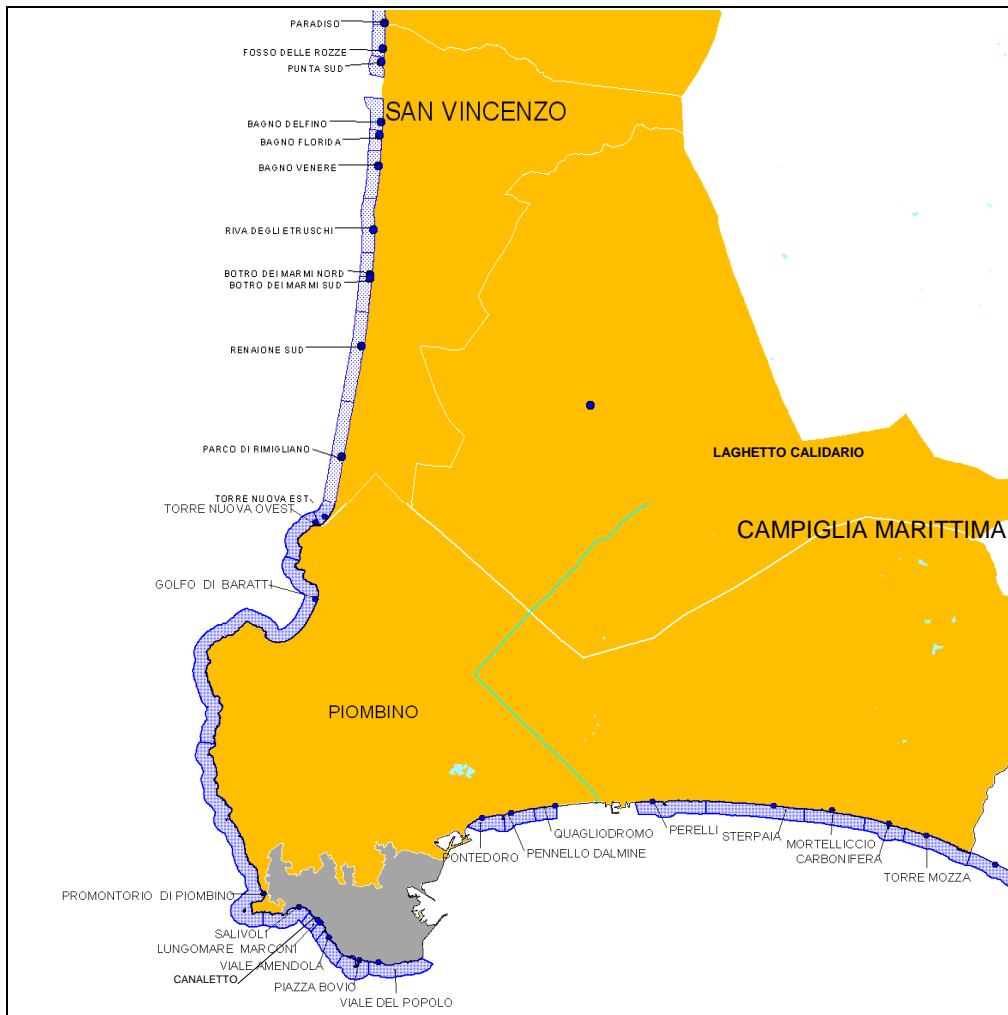 PARADISO
FOSSO DELLE ROZZE
PUNTA SUD
SAN VINCENZO
BAGNO DELFINO
BAGNO FLORIDA
BAGNO VENERE
RIVA DEGLI ETRUSCHI
BOTRO DEI MARMI NORD
BOTRO DEI MARMI SUD
RENAIONE SUD
PARCO DI RIMIGLIANO
LAGHETTO CALIDARIO
TORRE NUOVA EST
TORRE NUOVA OVEST
CAMPIGLIA MARITTIMA
GOLFO DI BARATTI
PIOMBINO
QUAGLIODROMO
PERELLI
STERPAIA
MORTELLICCIO
PONTEDORO
PENNELLO DALMINE
CARBONIFERA
TORRE MOZZA
PROMONTORIO DI PIOMBINO
SALIVOLI
LUNGOMARE MARCONI
VIALE AMENDOLA
CANALETTO
PIAZZA BOVIO
VIALE DEL POPOLO